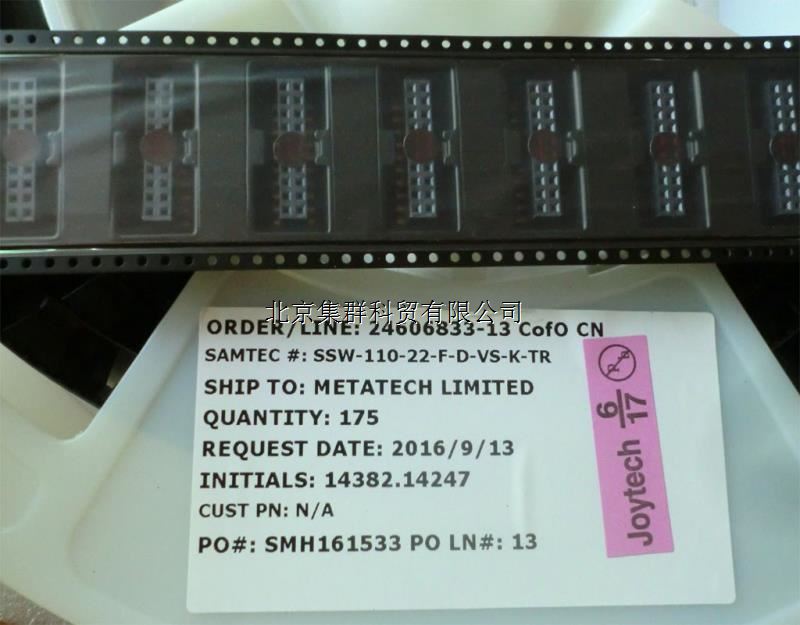 北京集群科贸有限公司
ORDER/LINE: 24606833-13 CofO CN
SAMTEC #: SSW-110-22-F-D-VS-K-TR
SHIP TO: METATECH LIMITED
QUANTITY: 175
REQUEST DATE: 2016/9/13
INITIALS: 14382.14247
CUST PN: N/A
PO#: SMH161533 PO LN#: 13
Pb
Joytech 6/17